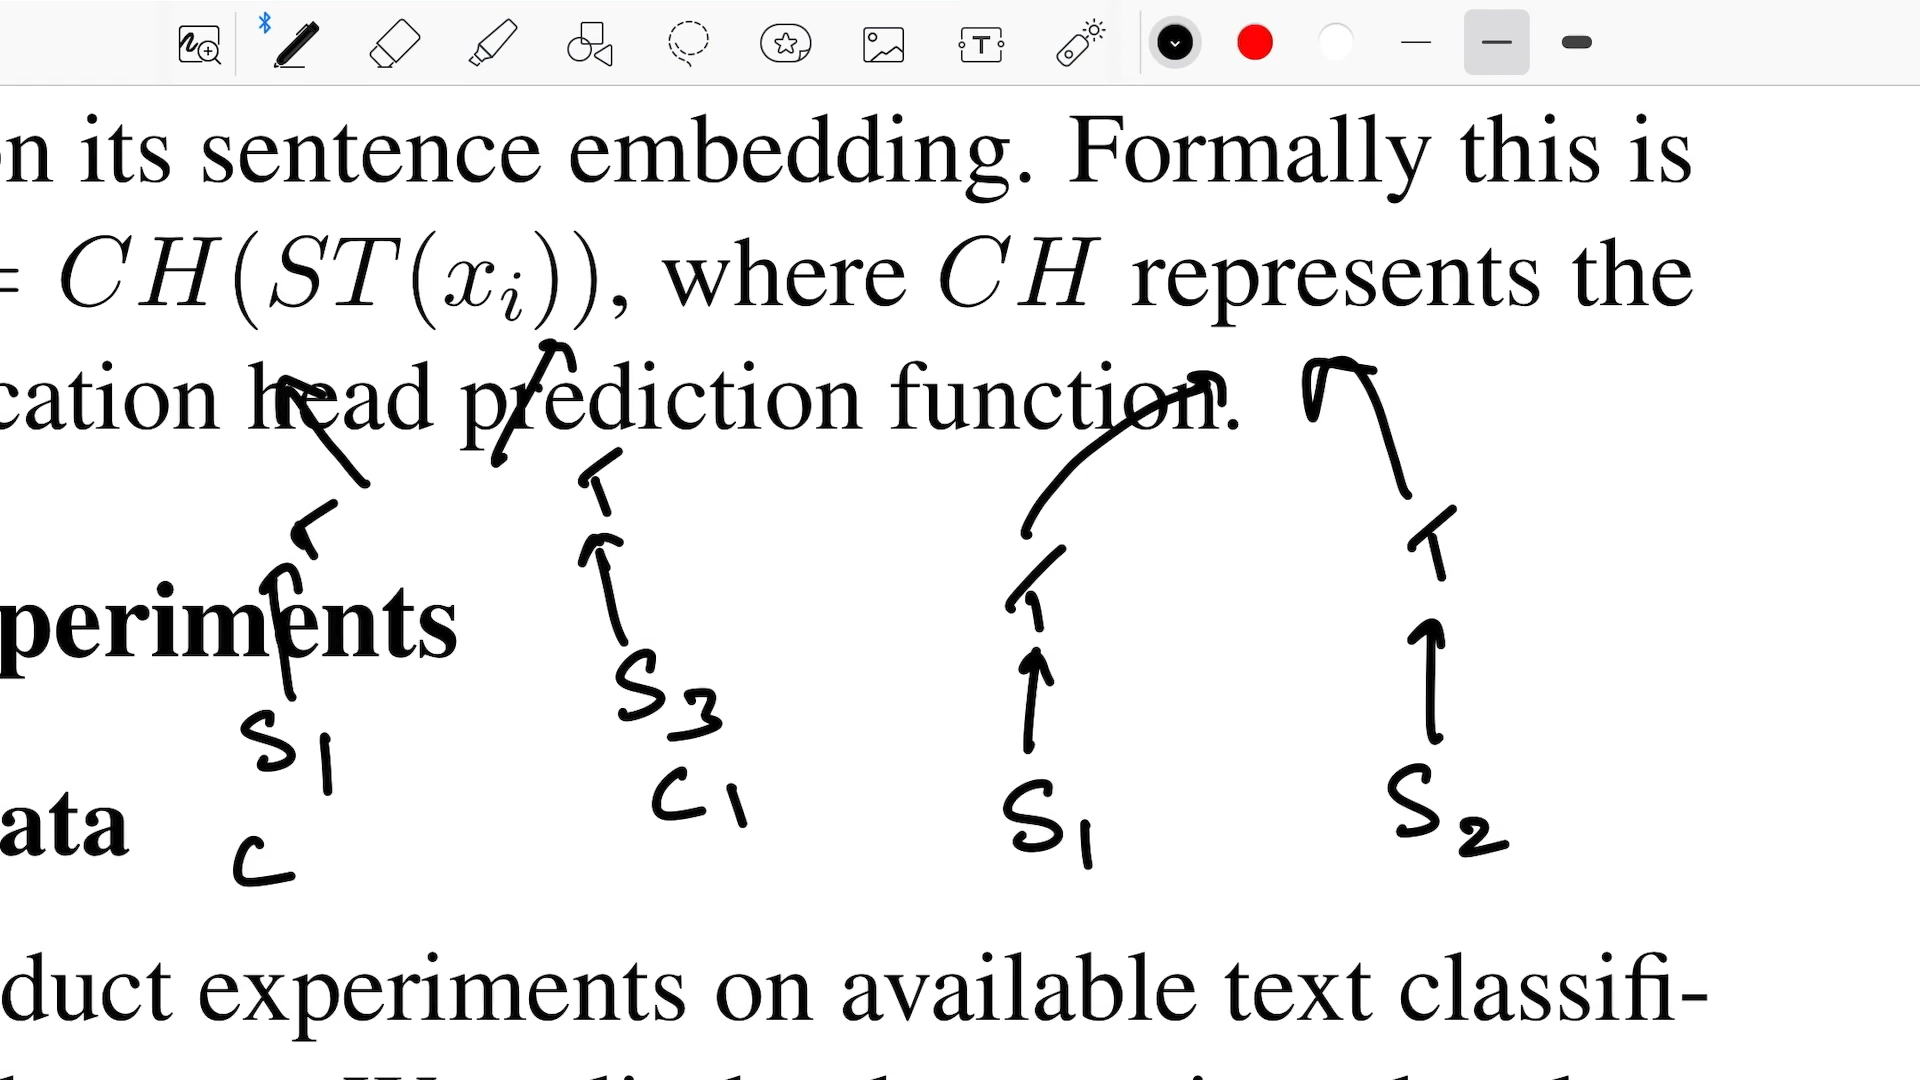 n its sentence embedding. Formally this is
= CH(ST(x_i)), where CH represents the
cation head prediction function.
T T T T
periments
S3
S1
C1
S1 S2
ata
C
duct experiments on available text classifi-